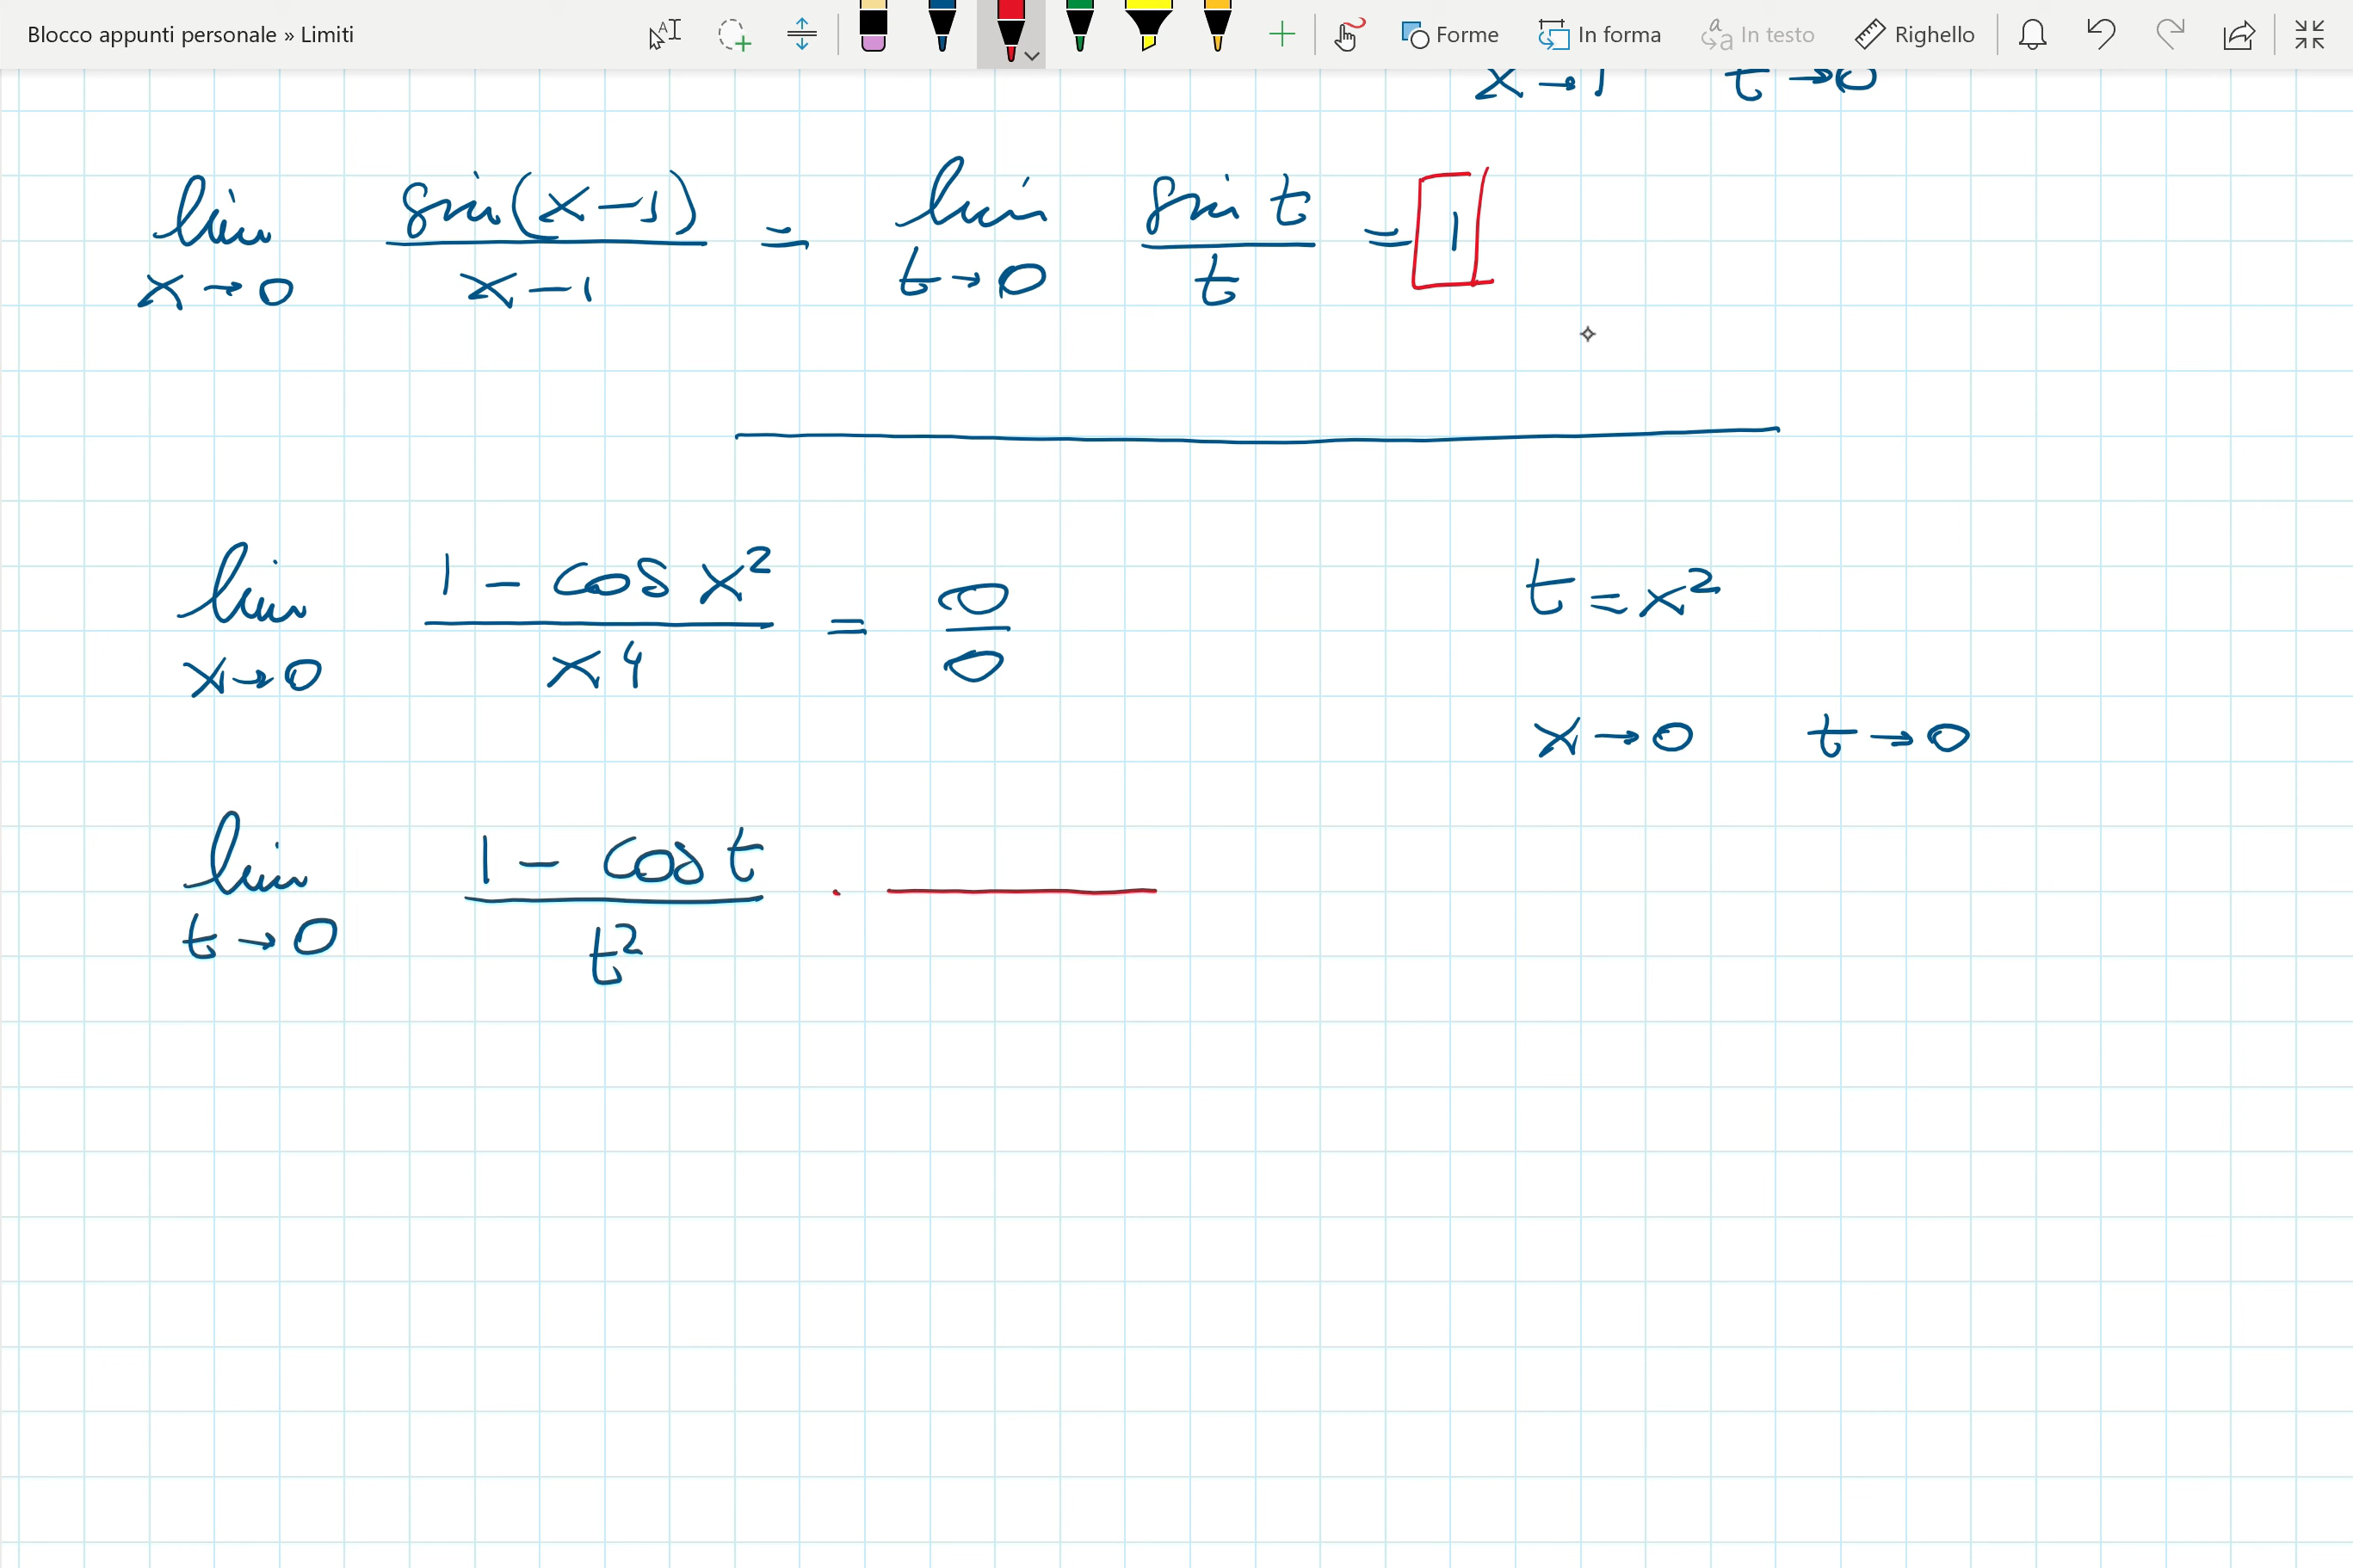 Blocco appunti personale » Limiti Forme In forma In testo Righello
x → 1 t → 0
lim x→0 sin(x-1)/(x-1) = lim t→0 sin t/t = 1
lim x→0 (1 - cos x²)/x⁴ = 0/0 t = x²
x → 0 t → 0
lim t→0 (1 - cos t)/t² ·